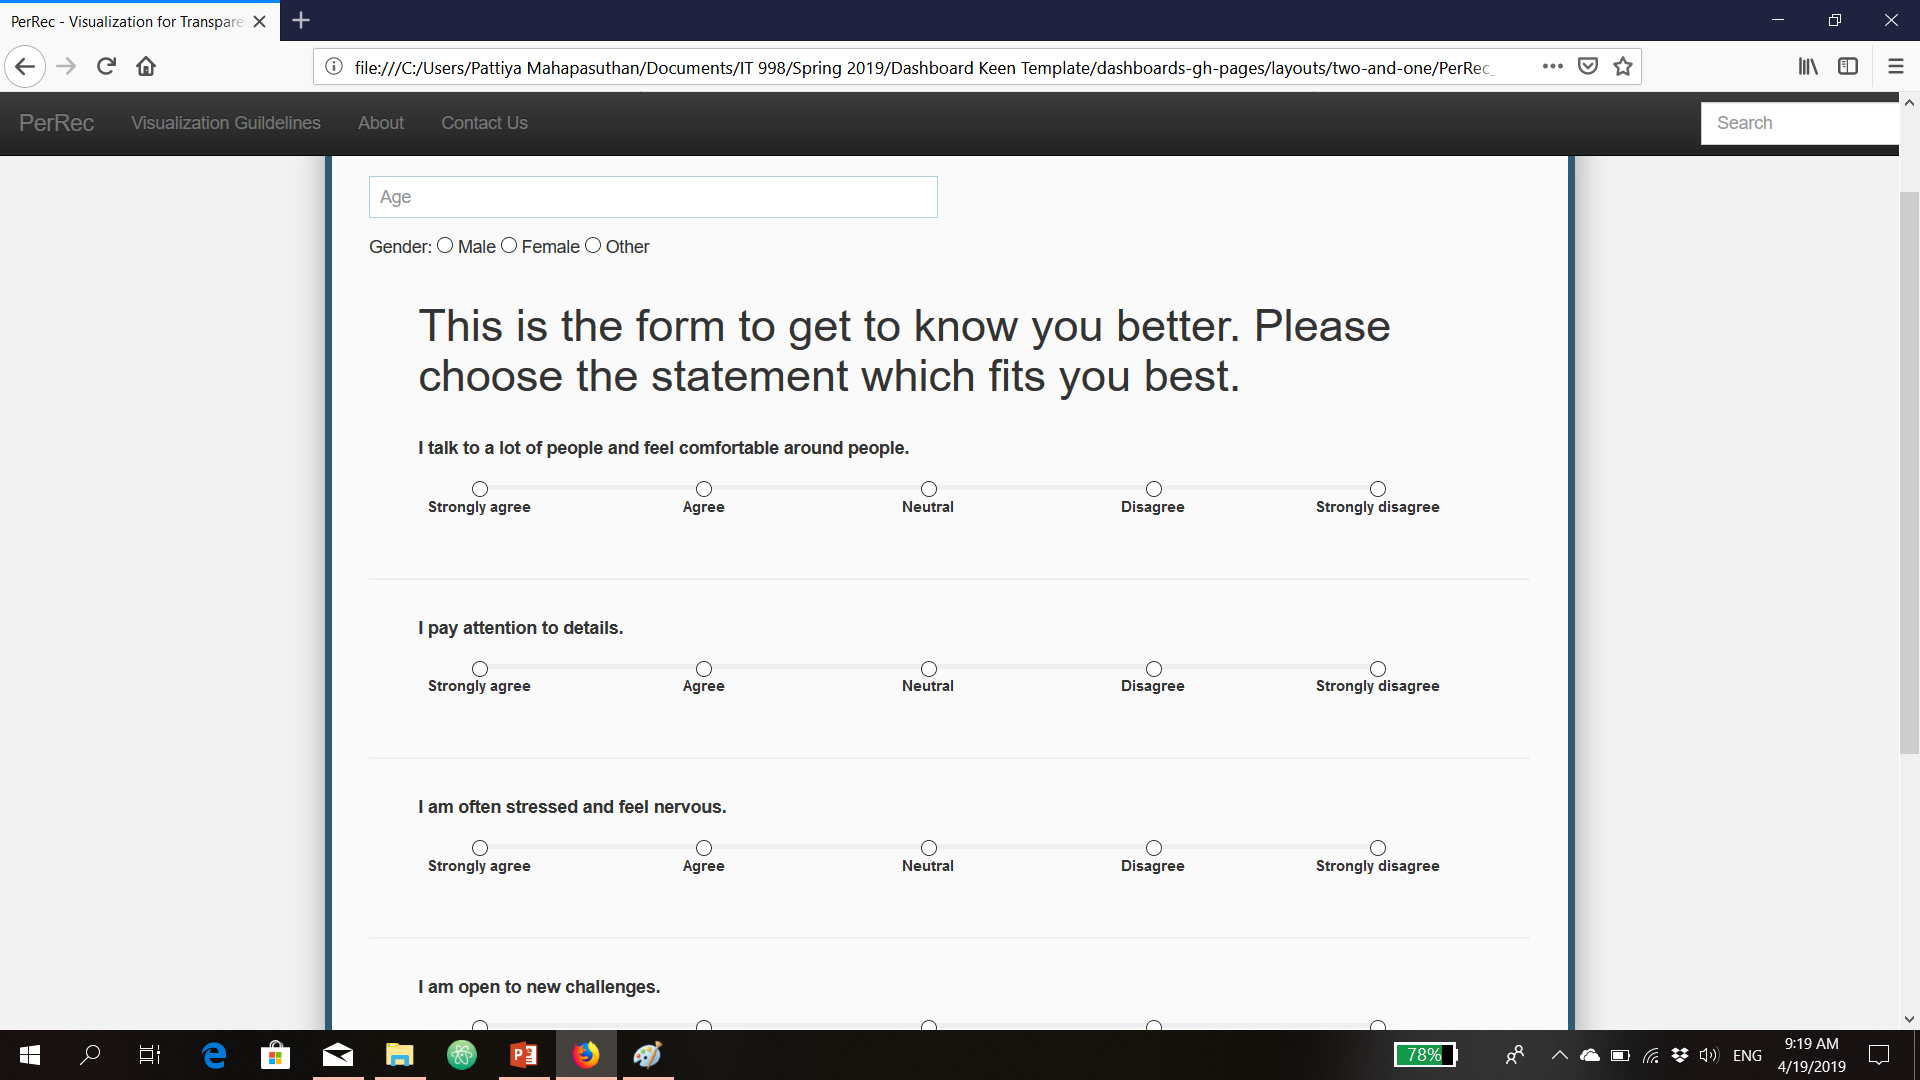 PerRec - Visualization for Transpare
file:///C:/Users/Pattiya Mahapasuthan/Documents/IT 998/Spring 2019/Dashboard Keen Template/dashboards-gh-pages/layouts/two-and-one/PerRec_
PerRec Visualization Guildelines About Contact Us Search
Age
Gender: Male Female Other
This is the form to get to know you better. Please
choose the statement which fits you best.
I talk to a lot of people and feel comfortable around people.
Strongly agree Agree Neutral Disagree Strongly disagree
I pay attention to details.
Strongly agree Agree Neutral Disagree Strongly disagree
I am often stressed and feel nervous.
Strongly agree Agree Neutral Disagree Strongly disagree
I am open to new challenges.
78% ENG 9:19 AM
4/19/2019